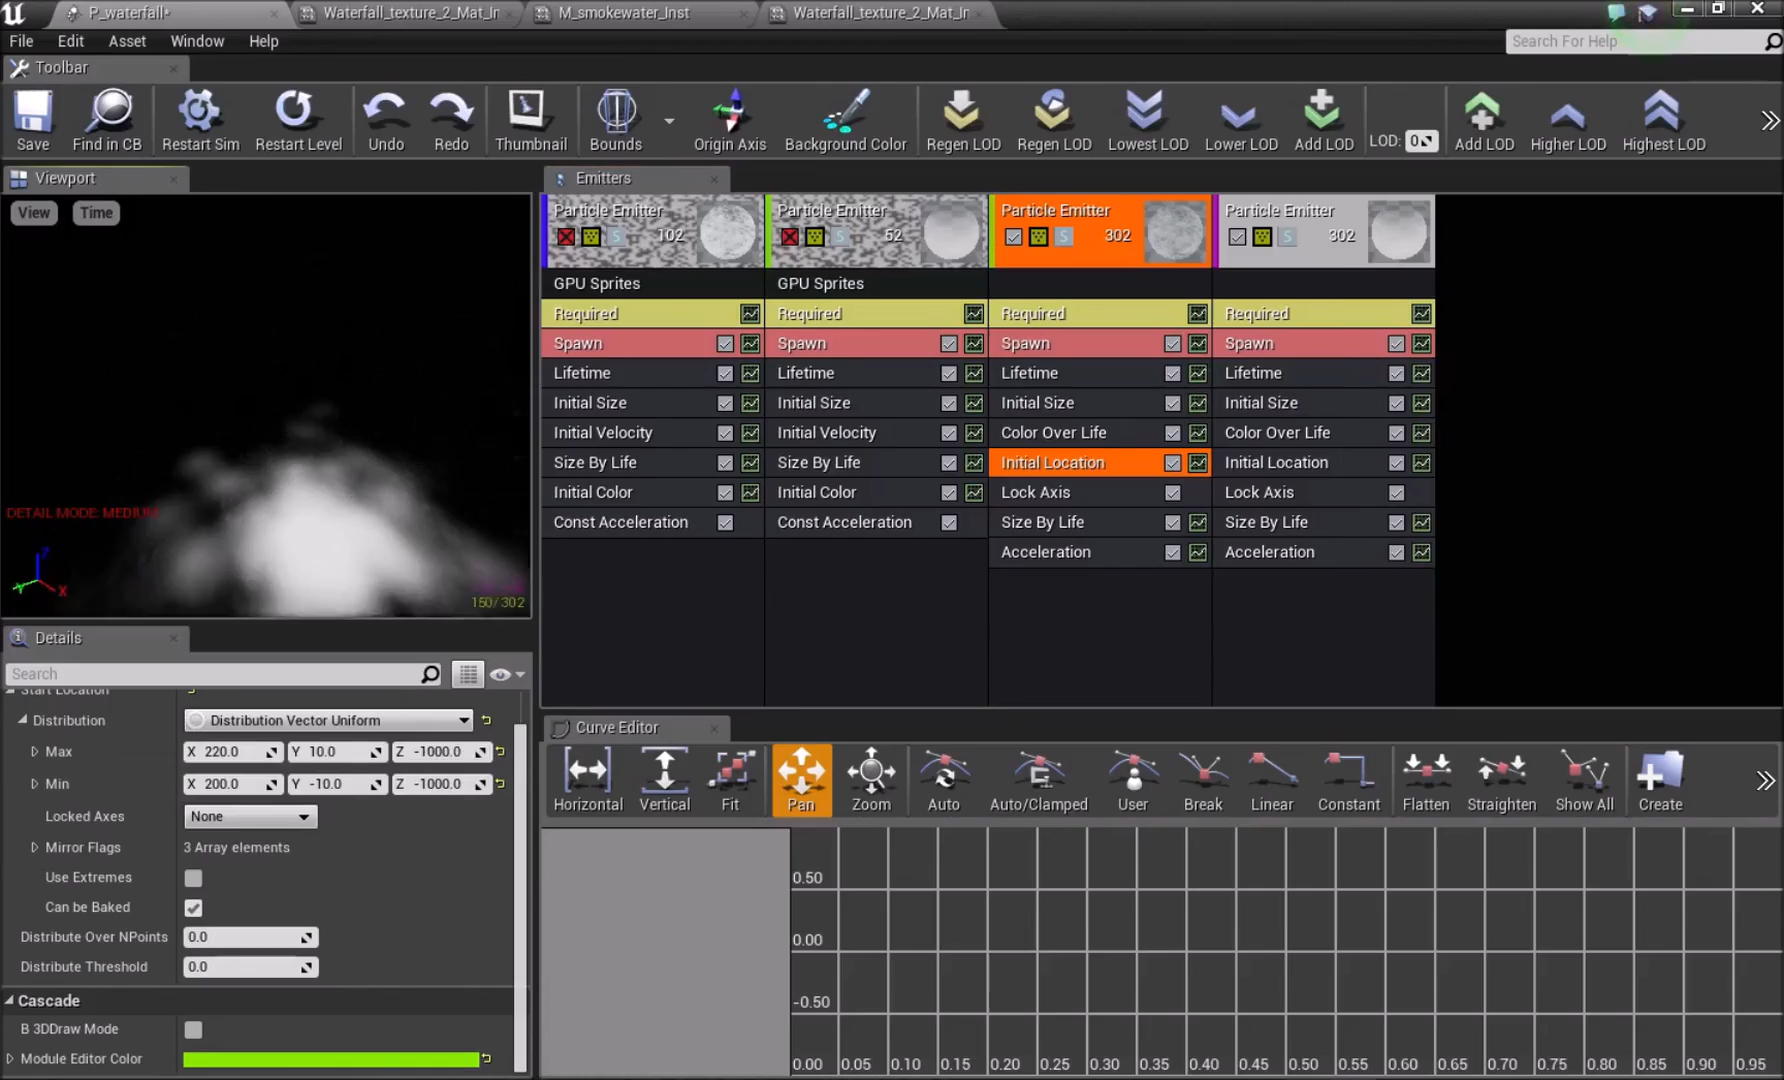 P_waterfall*
Waterfall_texture_2_Mat_In
M_smokewater_Inst
Waterfall_texture_2_Mat_Ir
File Edit Asset Window Help
Search For Help
Toolbar
Save Find in CB Restart Sim Restart Level Undo Redo Thumbnail Bounds Origin Axis Background Color Regen LOD Regen LOD Lowest LOD Lower LOD Add LOD LOD: 0 Add LOD Higher LOD Highest LOD
Viewport
View Time
DETAIL MODE: MEDIUM
Z
X
150/302
Emitters
Particle Emitter Particle Emitter Particle Emitter Particle Emitter
S 102 S 52 S 302 S 302
GPU Sprites GPU Sprites
Required Required Required Required
Spawn Spawn Spawn Spawn
Lifetime Lifetime Lifetime Lifetime
Initial Size Initial Size Initial Size Initial Size
Initial Velocity Initial Velocity Color Over Life Color Over Life
Size By Life Size By Life Initial Location Initial Location
Initial Color Initial Color Lock Axis Lock Axis
Const Acceleration Const Acceleration Size By Life Size By Life
Acceleration Acceleration
Details
Search
Start Location
Distribution Distribution Vector Uniform
Max X 220.0 Y 10.0 Z -1000.0
Min X 200.0 Y -10.0 Z -1000.0
Locked Axes None
Mirror Flags 3 Array elements
Use Extremes
Can be Baked
Distribute Over NPoints 0.0
Distribute Threshold 0.0
Cascade
B 3DDraw Mode
Module Editor Color
Curve Editor
Horizontal Vertical Fit Pan Zoom Auto Auto/Clamped User Break Linear Constant Flatten Straighten Show All Create
0.50
0.00
-0.50
0.00 0.05 0.10 0.15 0.20 0.25 0.30 0.35 0.40 0.45 0.50 0.55 0.60 0.65 0.70 0.75 0.80 0.85 0.90 0.95